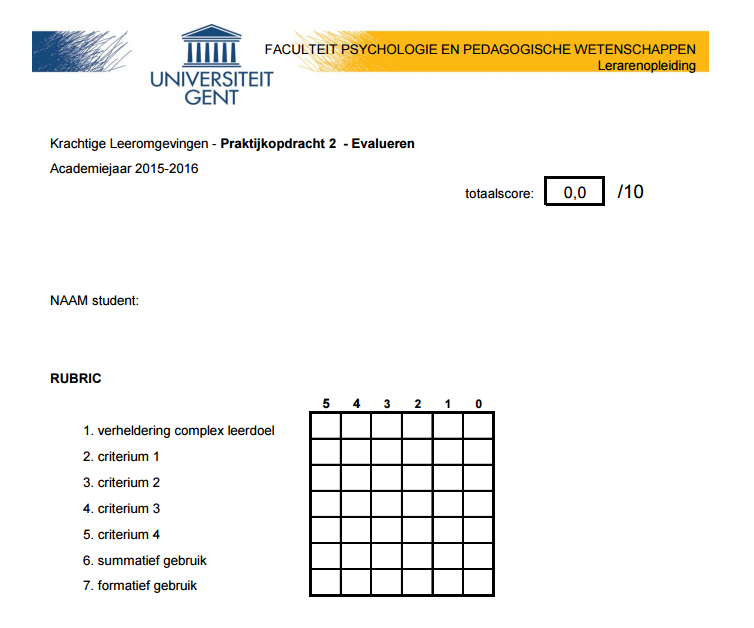 FACULTEIT PSYCHOLOGIE EN PEDAGOGISCHE WETENSCHAPPEN
Lerarenopleiding
UNIVERSITEIT
GENT
Krachtige Leeromgevingen - Praktijkopdracht 2 - Evalueren
Academiejaar 2015-2016
totaalscore: 0,0 /10
NAAM student:
RUBRIC
5 4 3 2 1 0
1. verheldering complex leerdoel
2. criterium 1
3. criterium 2
4. criterium 3
5. criterium 4
6. summatief gebruik
7. formatief gebruik